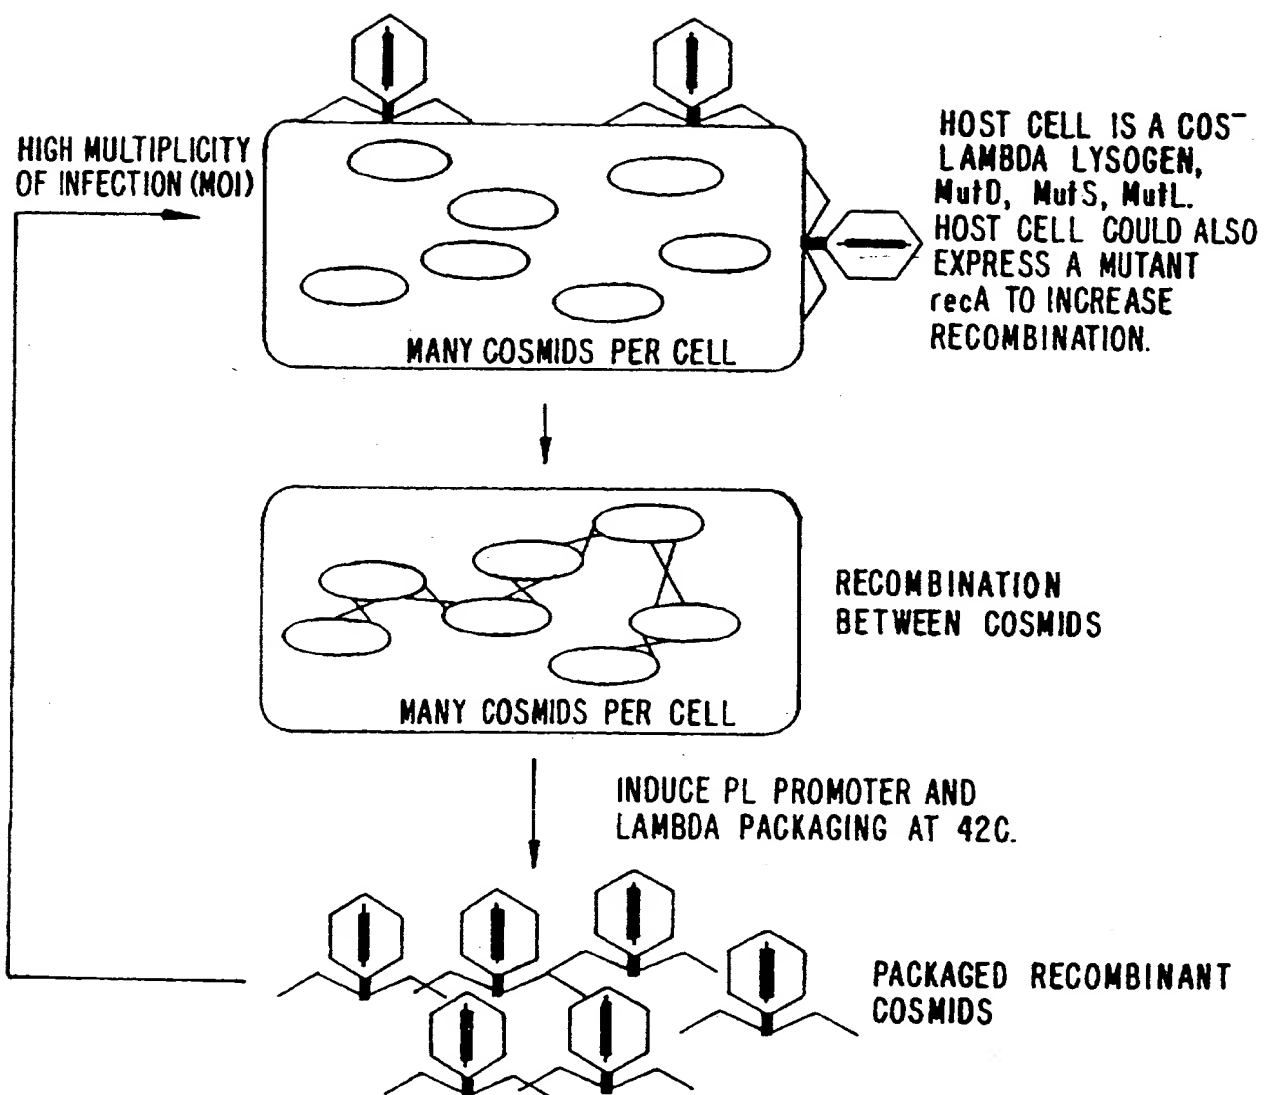 HIGH MULTIPLICITY
OF INFECTION (MOI)
HOST CELL IS A COS⁻
LAMBDA LYSOGEN,
MutD, MutS, MutL.
HOST CELL COULD ALSO
EXPRESS A MUTANT
recA TO INCREASE
RECOMBINATION.
MANY COSMIDS PER CELL
RECOMBINATION
BETWEEN COSMIDS
MANY COSMIDS PER CELL
INDUCE PL PROMOTER AND
LAMBDA PACKAGING AT 42C.
PACKAGED RECOMBINANT
COSMIDS